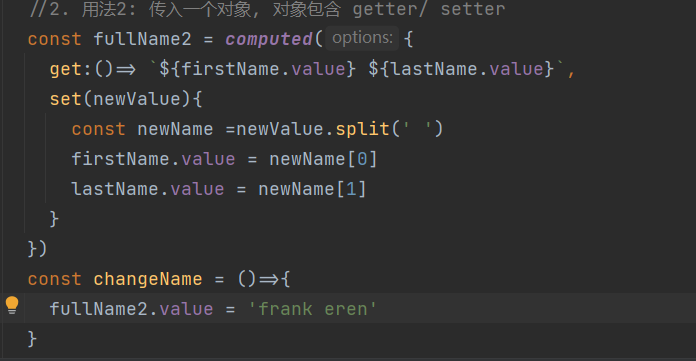 //2. 用法2: 传入一个对象, 对象包含 getter/ setter
const fullName2 = computed( options: {
  get:()=> `${firstName.value} ${lastName.value}`,
  set(newValue){
    const newName =newValue.split(' ')
    firstName.value = newName[0]
    lastName.value = newName[1]
  }
})
const changeName = ()=>{
  fullName2.value = 'frank eren'
}